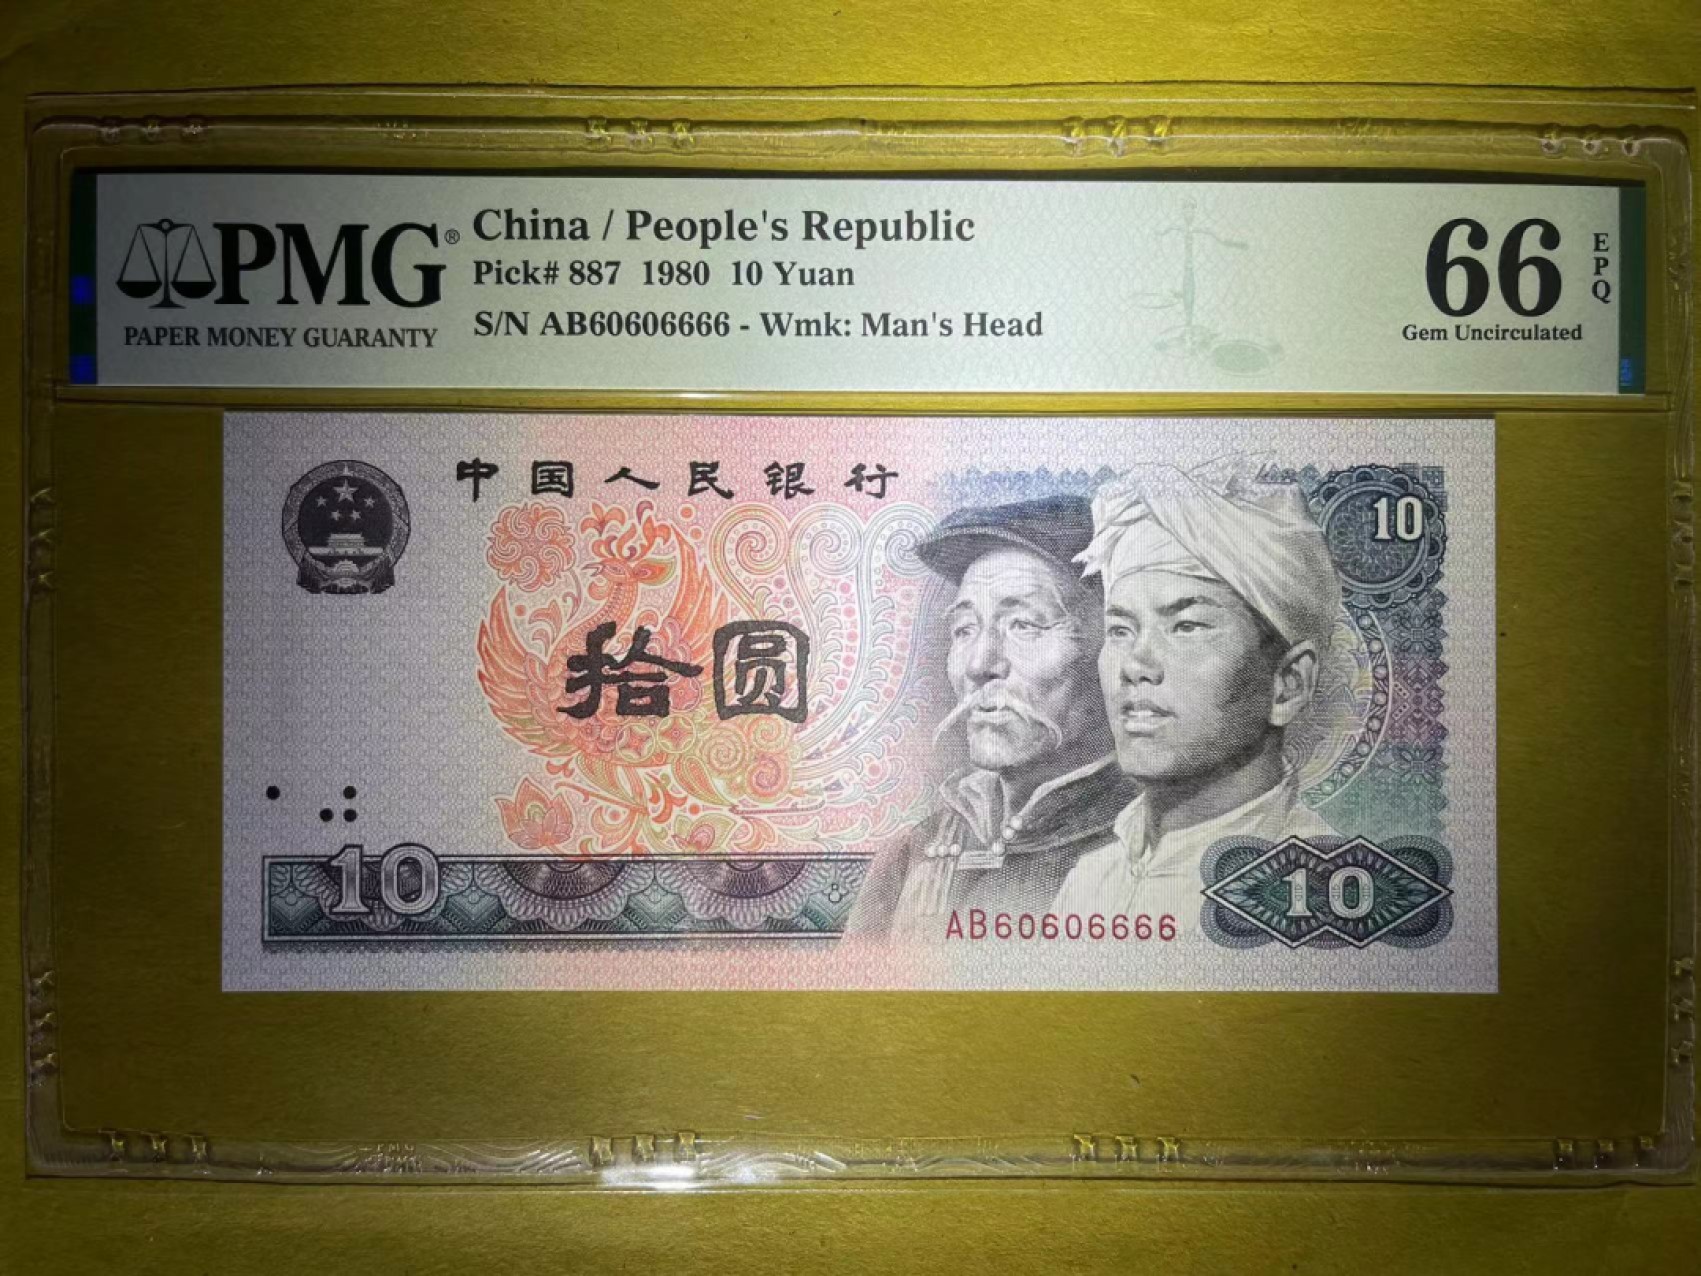 PMG®
PAPER MONEY GUARANTY
China / People's Republic
Pick# 887 1980 10 Yuan
S/N AB60606666 - Wmk: Man's Head
66
EPQ
Gem Uncirculated
中国人民银行
10
拾圆
10
AB60606666
10